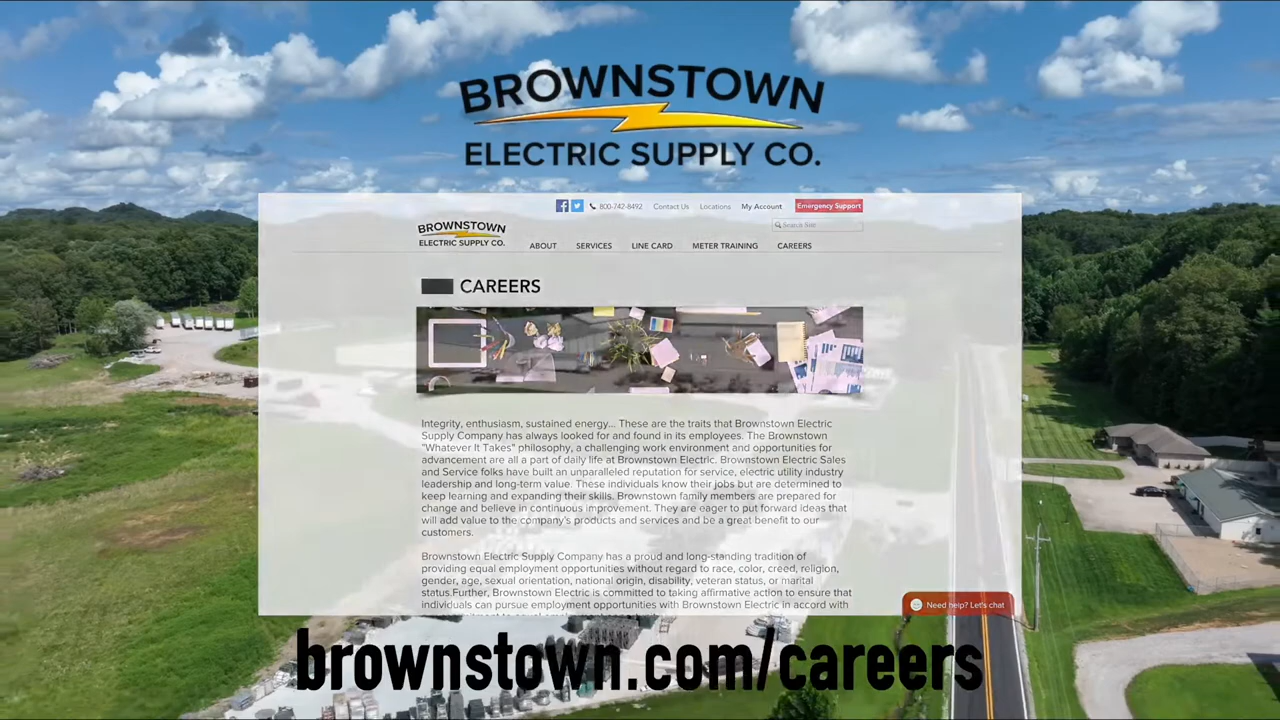 BROWNSTOWN
ELECTRIC SUPPLY CO.
800-742-8492 Contact Us Locations My Account Emergency Support
Search Site
BROWNSTOWN
ELECTRIC SUPPLY CO.
ABOUT SERVICES LINE CARD METER TRAINING CAREERS
CAREERS
Integrity, enthusiasm, sustained energy... These are the traits that Brownstown Electric
Supply Company has always looked for and found in its employees. The Brownstown
"Whatever It Takes" philosophy, a challenging work environment and opportunities for
advancement are all a part of daily life at Brownstown Electric. Brownstown Electric Sales
and Service folks have built an unparalleled reputation for service, electric utility industry
leadership and long-term value. These individuals know their jobs but are determined to
keep learning and expanding their skills. Brownstown family members are prepared for
change and believe in continuous improvement. They are eager to put forward ideas that
will add value to the company's products and services and be a great benefit to our
customers.
Brownstown Electric Supply Company has a proud and long-standing tradition of
providing equal employment opportunities without regard to race, color, creed, religion,
gender, age, sexual orientation, national origin, disability, veteran status, or marital
status.Further, Brownstown Electric is committed to taking affirmative action to ensure that
individuals can pursue employment opportunities with Brownstown Electric in accord with
Need help? Let's chat
brownstown.com/careers